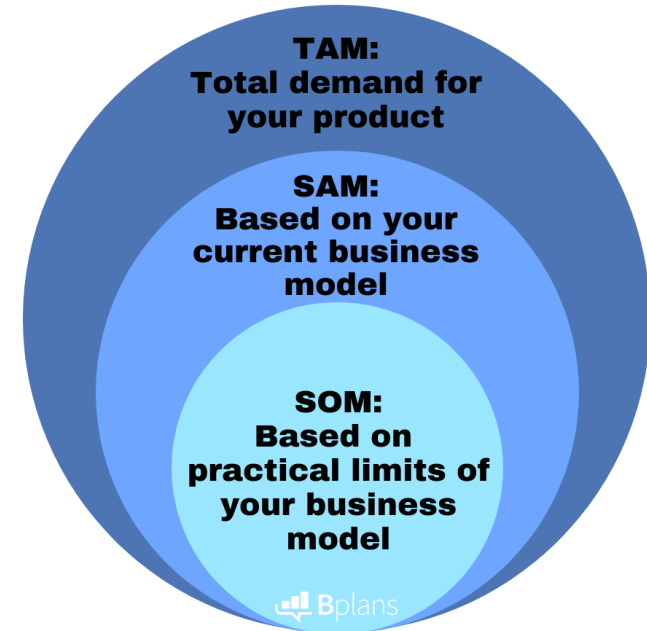 TAM:
Total demand for
your product
SAM:
Based on your
current business
model
SOM:
Based on
practical limits of
your business
model
Bplans